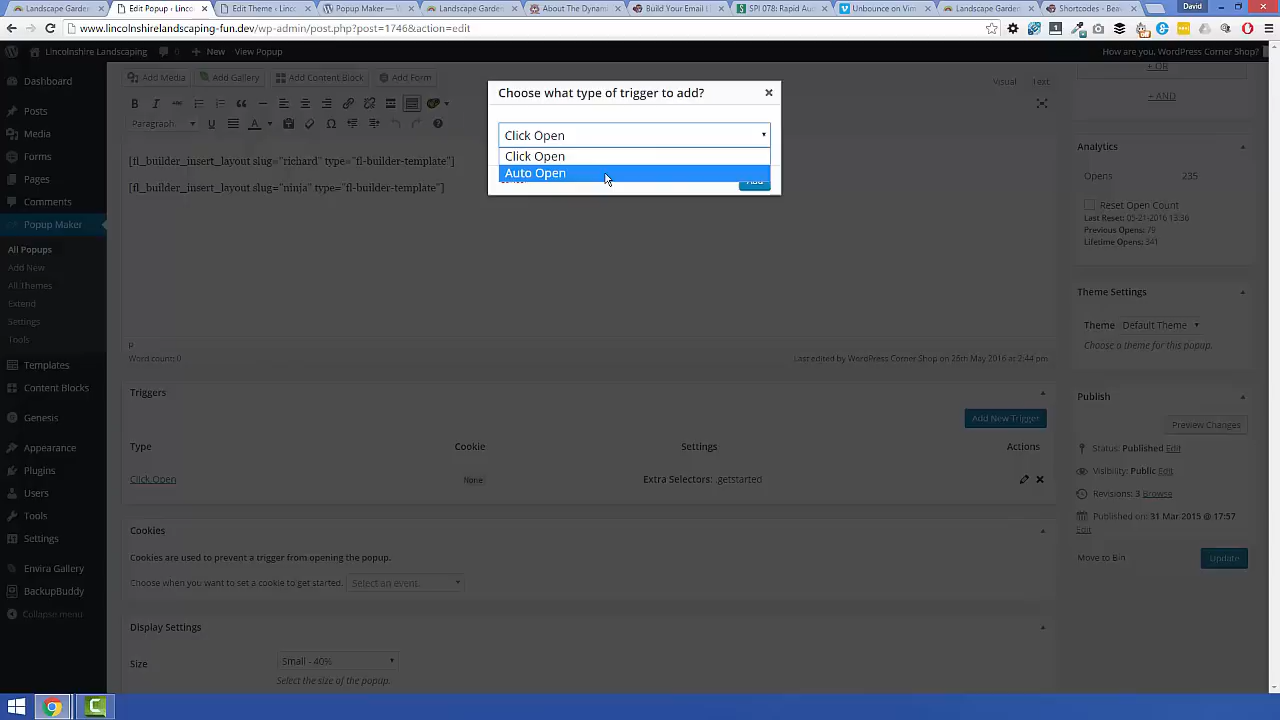 Landscape Garden
Edit Popup ‹ Lincoln
Edit Theme ‹ Linco
Popup Maker — W
Landscape Garden
About The Dynami
Build Your Email Li
SPI 078: Rapid Au
Unbounce on Vim
Landscape Garden
Shortcodes - Bea
David
www.lincolnshirelandscaping-fun.dev/wp-admin/post.php?post=1746&action=edit
Lincolnshire Landscaping
0
+ New
View Popup
How are you, WordPress Corner Shop?
Dashboard
Posts
Media
Forms
Pages
Comments
Popup Maker
All Popups
Add New
All Themes
Extend
Settings
Tools
Templates
Content Blocks
Genesis
Appearance
Plugins
Users
Tools
Settings
Envira Gallery
BackupBuddy
Collapse menu
Add Media
Add Gallery
Add Content Block
Add Form
Visual
Text
Paragraph
[fl_builder_insert_layout slug="richard" type="fl-builder-template"]
[fl_builder_insert_layout slug="ninja" type="fl-builder-template"]
p
Word count: 0
Last edited by WordPress Corner Shop on 26th May 2016 at 2:44 pm
Choose what type of trigger to add?
×
Click Open
Click Open
Auto Open
Add
Triggers
Add New Trigger
Type
Cookie
Settings
Actions
Click Open
None
Extra Selectors: .getstarted
Cookies
Cookies are used to prevent a trigger from opening the popup.
Choose when you want to set a cookie to get started.
Select an event.
Display Settings
Size
Small - 40%
Select the size of the popup.
+ OR
+ AND
Analytics
Opens
235
Reset Open Count
Last Reset: 05-21-2016 13:36
Previous Opens: 79
Lifetime Opens: 341
Theme Settings
Theme
Default Theme
Choose a theme for this popup.
Publish
Preview Changes
Status: Published Edit
Visibility: Public Edit
Revisions: 3 Browse
Published on: 31 Mar 2015 @ 17:57
Edit
Move to Bin
Update